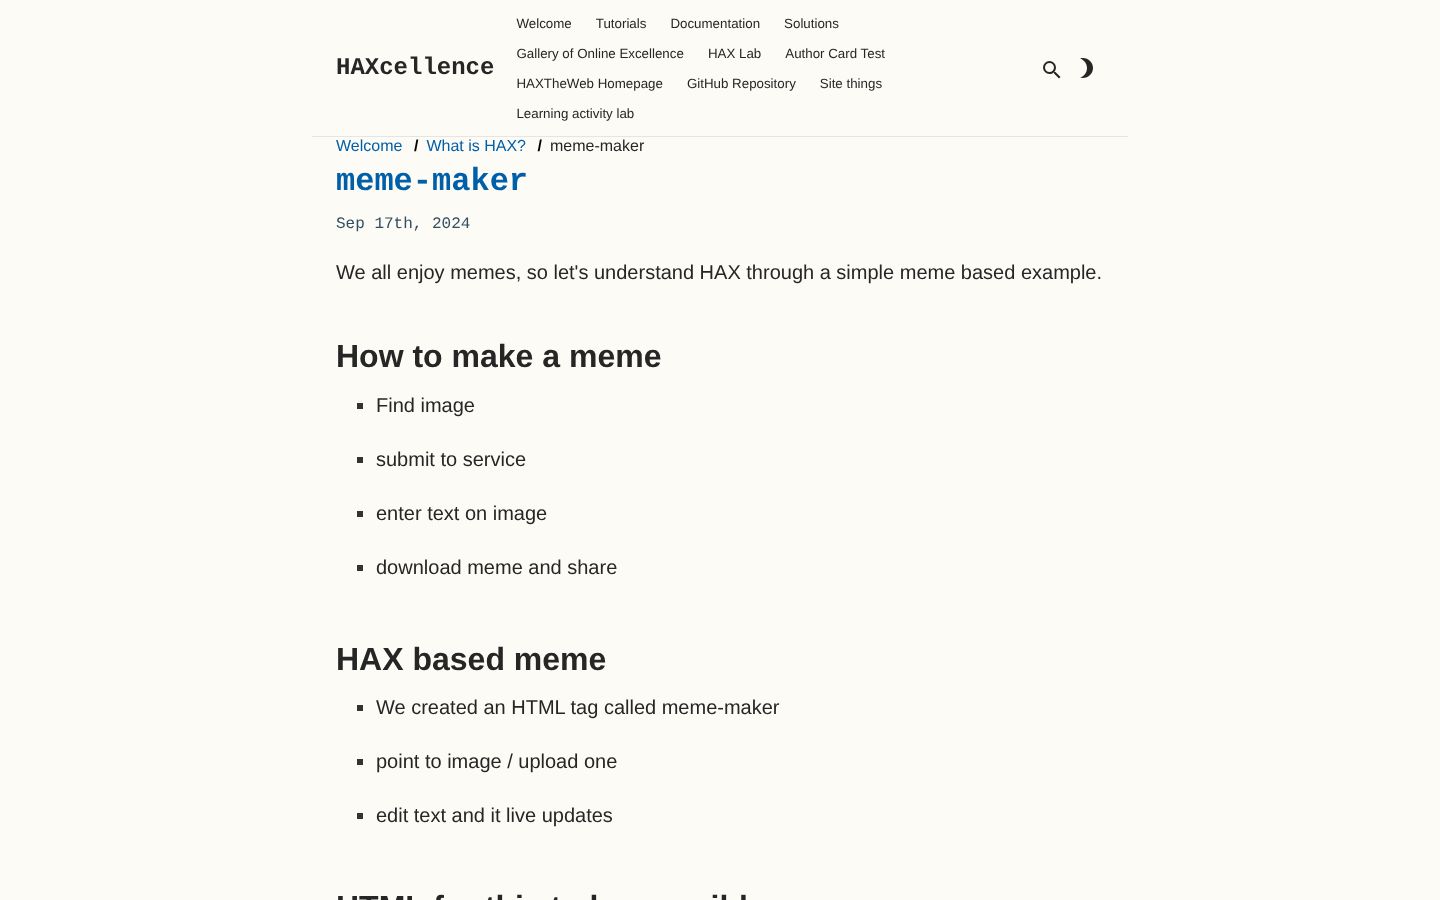 HAXcellence
Welcome Tutorials Documentation Solutions
Gallery of Online Excellence HAX Lab Author Card Test
HAXTheWeb Homepage GitHub Repository Site things
Learning activity lab
Welcome / What is HAX? / meme-maker
meme-maker
Sep 17th, 2024
We all enjoy memes, so let's understand HAX through a simple meme based example.
How to make a meme
Find image
submit to service
enter text on image
download meme and share
HAX based meme
We created an HTML tag called meme-maker
point to image / upload one
edit text and it live updates